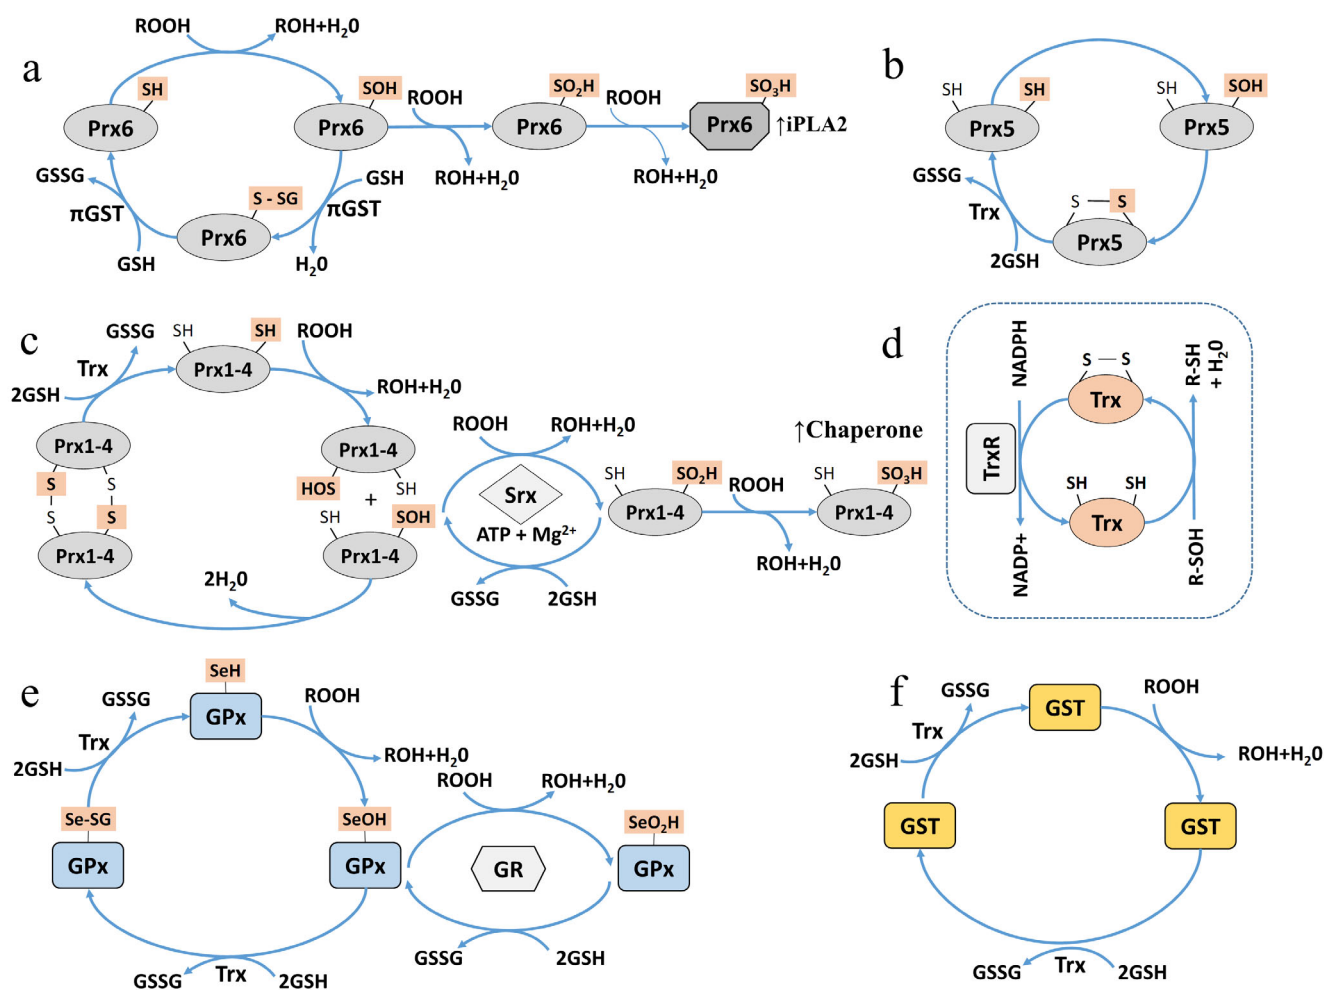 a
ROOH
ROH+H₂0
SH
Prx6
SOH
Prx6
ROOH
ROH+H₂0
SO₂H
Prx6
ROOH
ROH+H₂0
SO₃H
Prx6
↑iPLA2
GSSG
πGST
GSH
S - SG
Prx6
GSH
πGST
H₂0
b
SH
SH
Prx5
SH
SOH
Prx5
GSSG
Trx
2GSH
S — S
Prx5
c
GSSG
Trx
2GSH
SH
SH
Prx1-4
ROOH
ROH+H₂0
Prx1-4
S
S
S
S
Prx1-4
Prx1-4
HOS
SH
+
SH
SOH
Prx1-4
2H₂0
ROOH
ROH+H₂0
Srx
ATP + Mg²⁺
GSSG
2GSH
SH
SO₂H
Prx1-4
ROOH
ROH+H₂0
↑Chaperone
SH
SO₃H
Prx1-4
d
NADPH
TrxR
NADP+
S — S
Trx
SH
SH
Trx
R-SH
+ H₂0
R-SOH
e
SeH
GPx
GSSG
Trx
2GSH
ROOH
ROH+H₂0
Se-SG
GPx
SeOH
GPx
ROOH
ROH+H₂0
GR
SeO₂H
GPx
GSSG
2GSH
GSSG
Trx
2GSH
f
GSSG
Trx
2GSH
GST
ROOH
ROH+H₂0
GST
GST
GSSG
Trx
2GSH